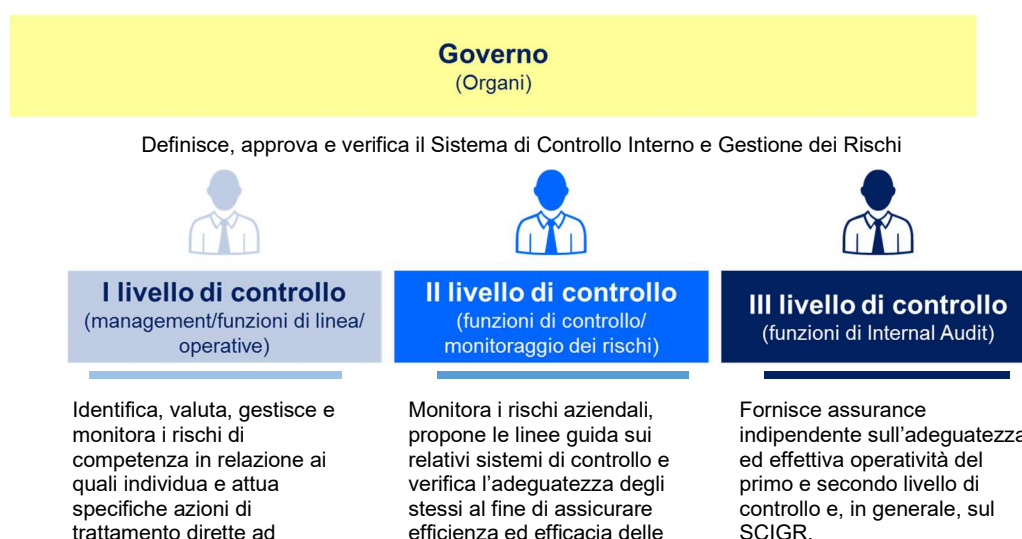 Governo
(Organi)
Definisce, approva e verifica il Sistema di Controllo Interno e Gestione dei Rischi
I livello di controllo
(management/funzioni di linea/
operative)
II livello di controllo
(funzioni di controllo/
monitoraggio dei rischi)
III livello di controllo
(funzioni di Internal Audit)
Identifica, valuta, gestisce e
monitora i rischi di
competenza in relazione ai
quali individua e attua
specifiche azioni di
trattamento dirette ad
Monitora i rischi aziendali,
propone le linee guida sui
relativi sistemi di controllo e
verifica l’adeguatezza degli
stessi al fine di assicurare
efficienza ed efficacia delle
Fornisce assurance
indipendente sull’adeguatezza
ed effettiva operatività del
primo e secondo livello di
controllo e, in generale, sul
SCIGR.